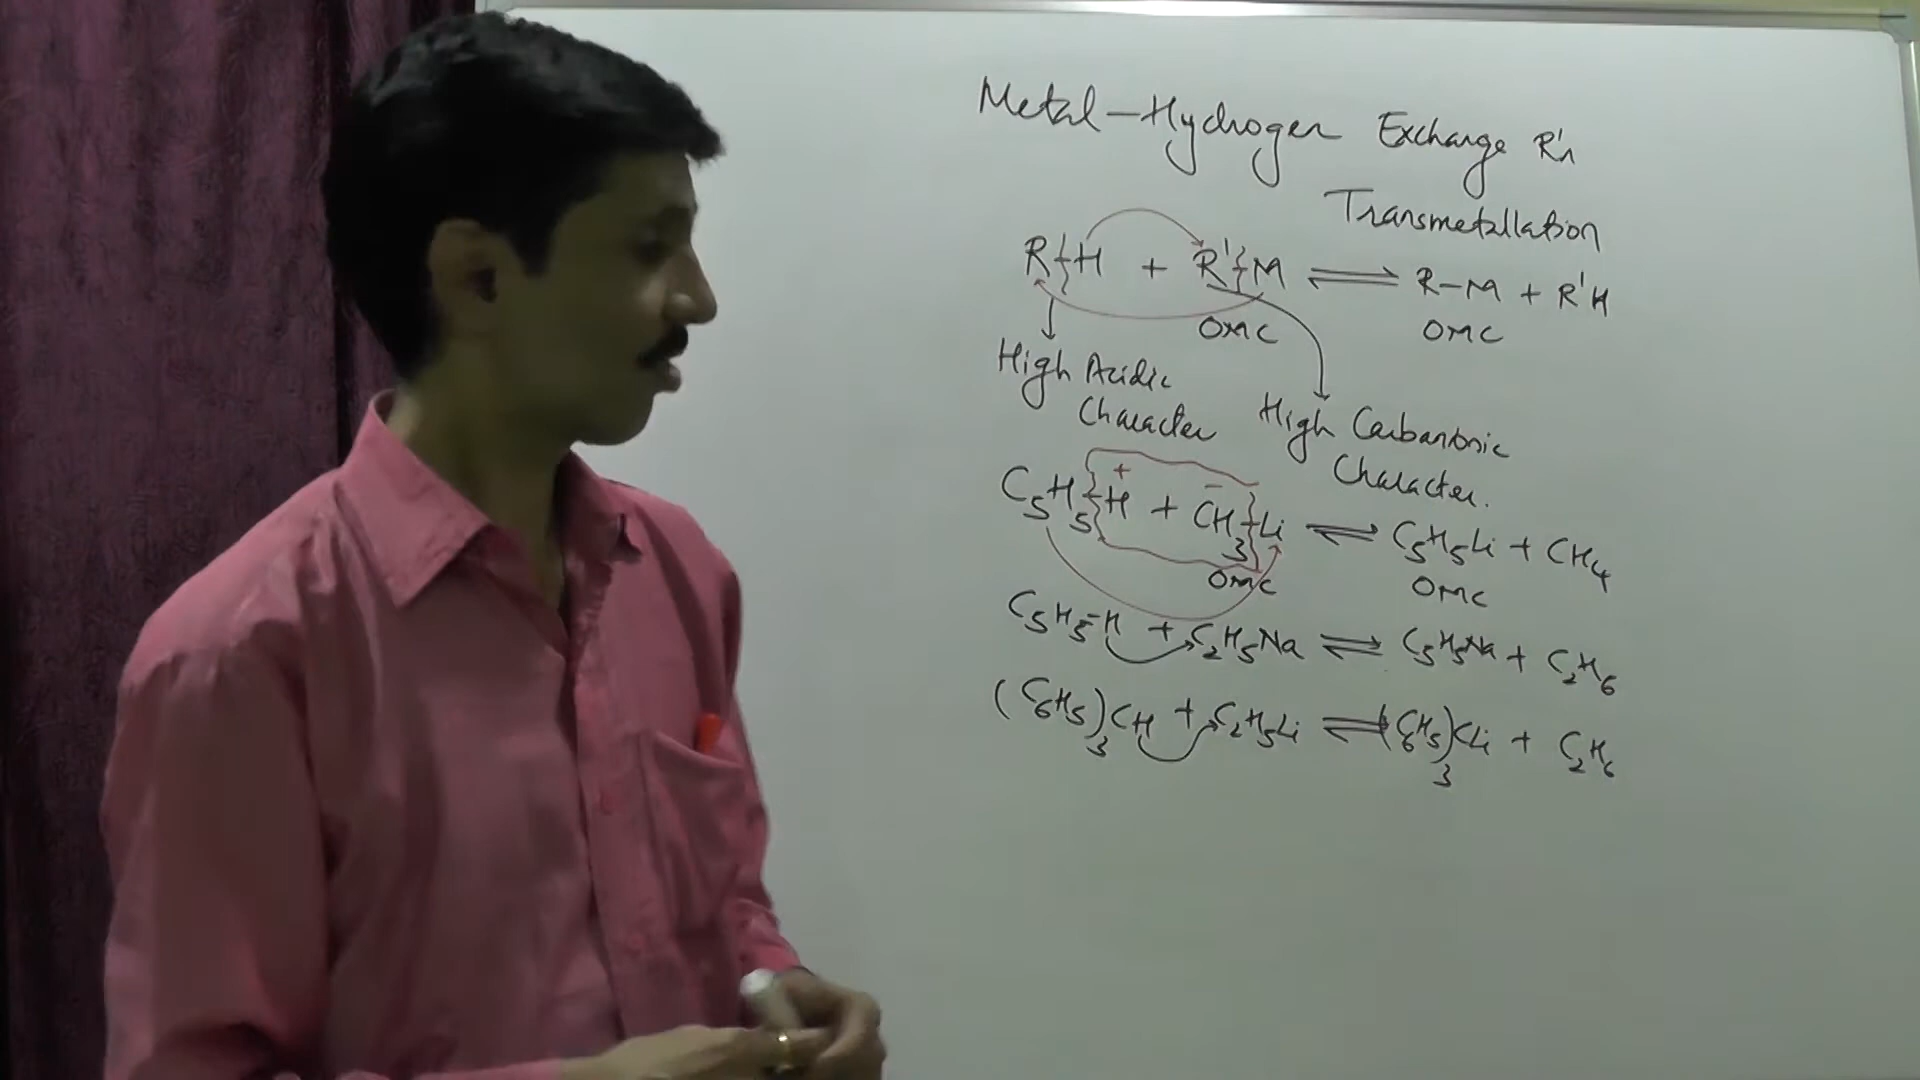 Metal-Hydrogen Exchange Rˈn
Transmetallation
R-H + R'-M ⇌ R-M + R'H
OMC OMC
High Acidic
Character
High Carbanionic
Character.
+ -
C5H5-H + CH3-Li ⇌ C5H5Li + CH4
OMC OMC
C5H5-H + C2H5Na ⇌ C5H5Na + C2H6
(C6H5)3CH + C2H5Li ⇌ (C6H5)3CLi + C2H6